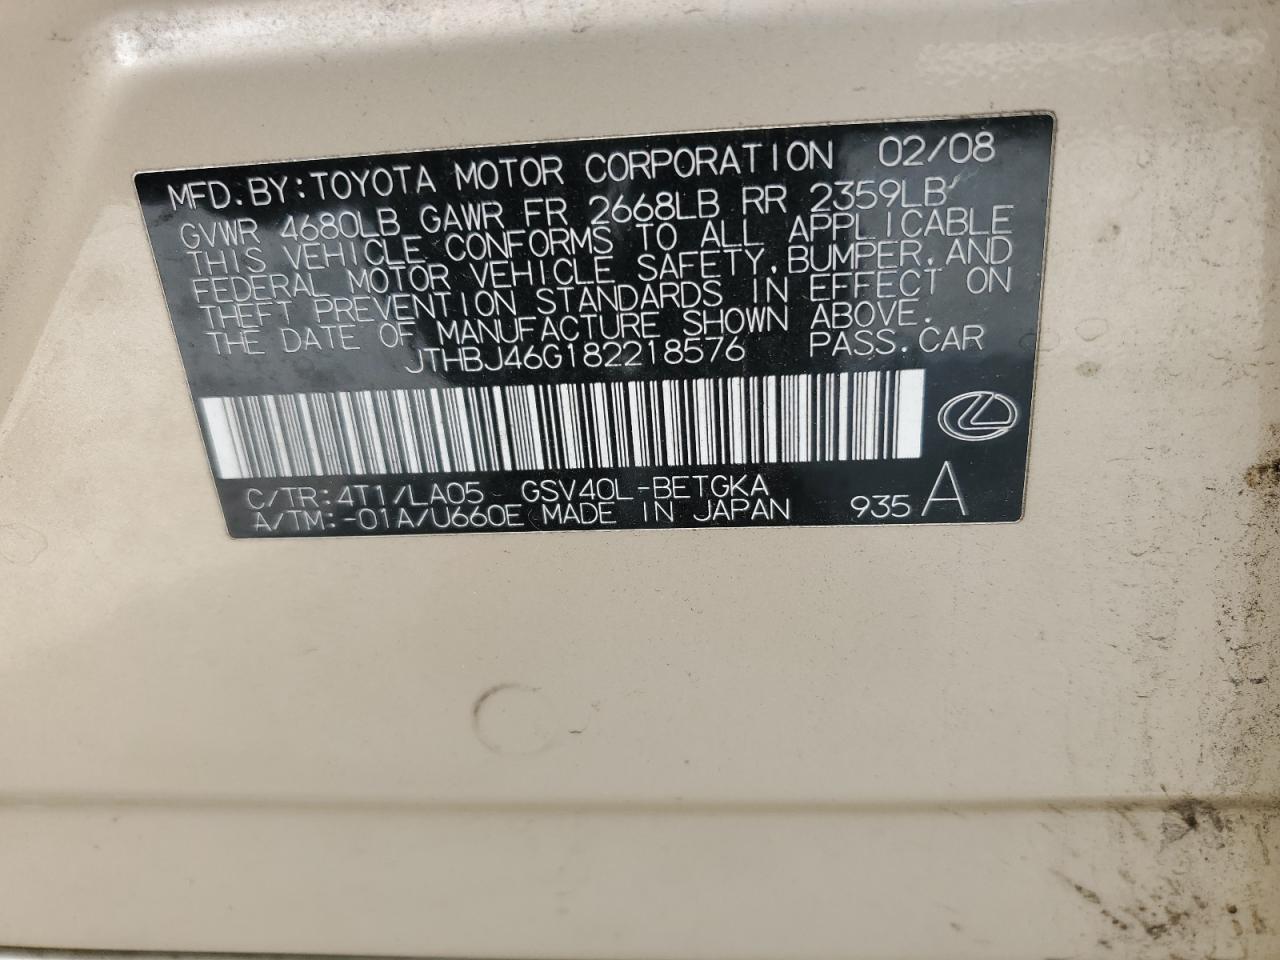 MFD. BY: TOYOTA MOTOR CORPORATION 02/08
GVWR 4680LB GAWR FR 2668LB RR 2359LB
THIS VEHICLE CONFORMS TO ALL APPLICABLE
FEDERAL MOTOR VEHICLE SAFETY, BUMPER, AND
THEFT PREVENTION STANDARDS IN EFFECT ON
THE DATE OF MANUFACTURE SHOWN ABOVE.
JTHBJ46G182218576 PASS. CAR
C/TR: 4T1/LA05 GSV40L-BETGKA
A/TM: -01A/U660E MADE IN JAPAN 935 A